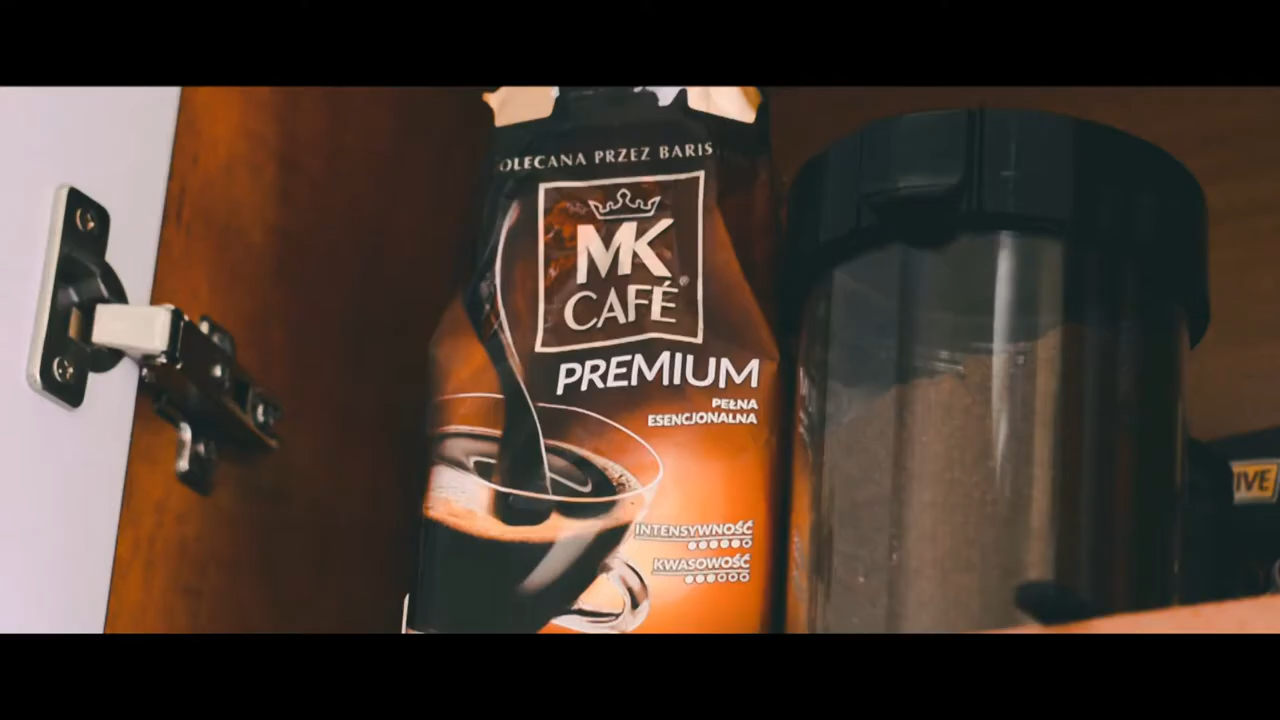 OLECANA PRZEZ BARIS
MK
CAFÉ®
PREMIUM
PEŁNA
ESENCJONALNA
INTENSYWNOŚĆ
KWASOWOŚĆ
IVE